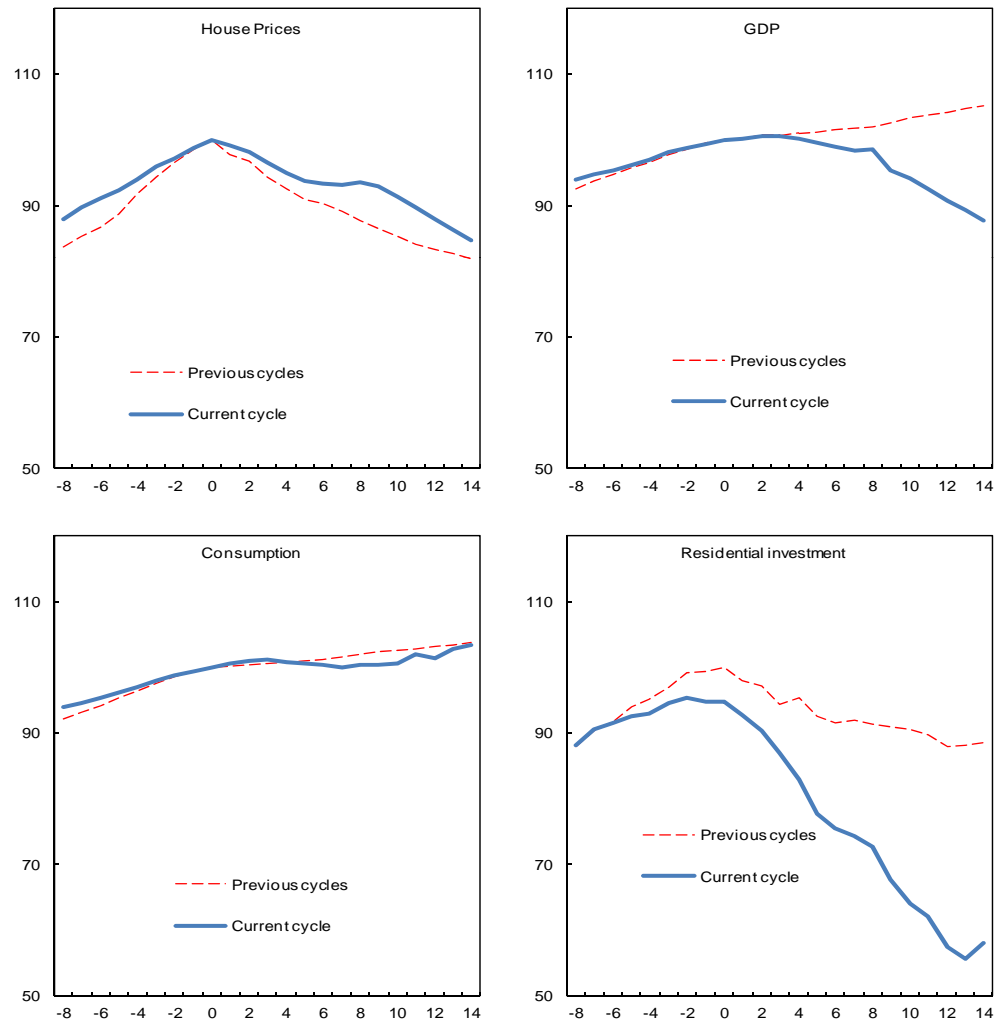 House Prices
110
90
70
50
Previous cycles
Current cycle
-8 -6 -4 -2 0 2 4 6 8 10 12 14
GDP
110
90
70
50
Previous cycles
Current cycle
-8 -6 -4 -2 0 2 4 6 8 10 12 14
Consumption
110
90
70
50
Previous cycles
Current cycle
-8 -6 -4 -2 0 2 4 6 8 10 12 14
Residential investment
110
90
70
50
Previous cycles
Current cycle
-8 -6 -4 -2 0 2 4 6 8 10 12 14